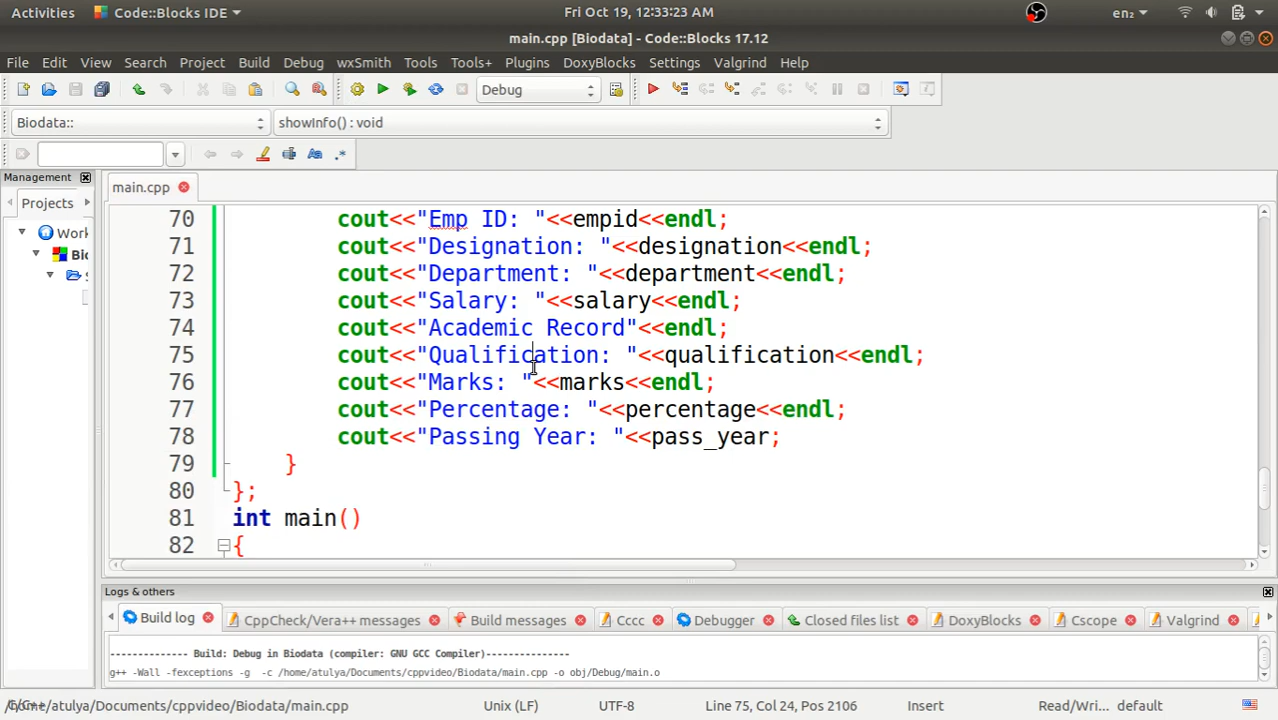 Activities Code::Blocks IDE Fri Oct 19, 12:33:23 AM en₂
main.cpp [Biodata] - Code::Blocks 17.12
File Edit View Search Project Build Debug wxSmith Tools Tools+ Plugins DoxyBlocks Settings Valgrind Help
Debug
Biodata:: showInfo() : void
Management main.cpp
Projects
Work
Bio
70 cout<<"Emp ID: "<<empid<<endl;
71 cout<<"Designation: "<<designation<<endl;
72 cout<<"Department: "<<department<<endl;
73 cout<<"Salary: "<<salary<<endl;
74 cout<<"Academic Record"<<endl;
75 cout<<"Qualification: "<<qualification<<endl;
76 cout<<"Marks: "<<marks<<endl;
77 cout<<"Percentage: "<<percentage<<endl;
78 cout<<"Passing Year: "<<pass_year;
79 }
80 };
81 int main()
82 {
Logs & others
Build log CppCheck/Vera++ messages Build messages Cccc Debugger Closed files list DoxyBlocks Cscope Valgrind
-------------- Build: Debug in Biodata (compiler: GNU GCC Compiler)---------------
g++ -Wall -fexceptions -g -c /home/atulya/Documents/cppvideo/Biodata/main.cpp -o obj/Debug/main.o
/home/atulya/Documents/cppvideo/Biodata/main.cpp Unix (LF) UTF-8 Line 75, Col 24, Pos 2106 Insert Read/Wri... default